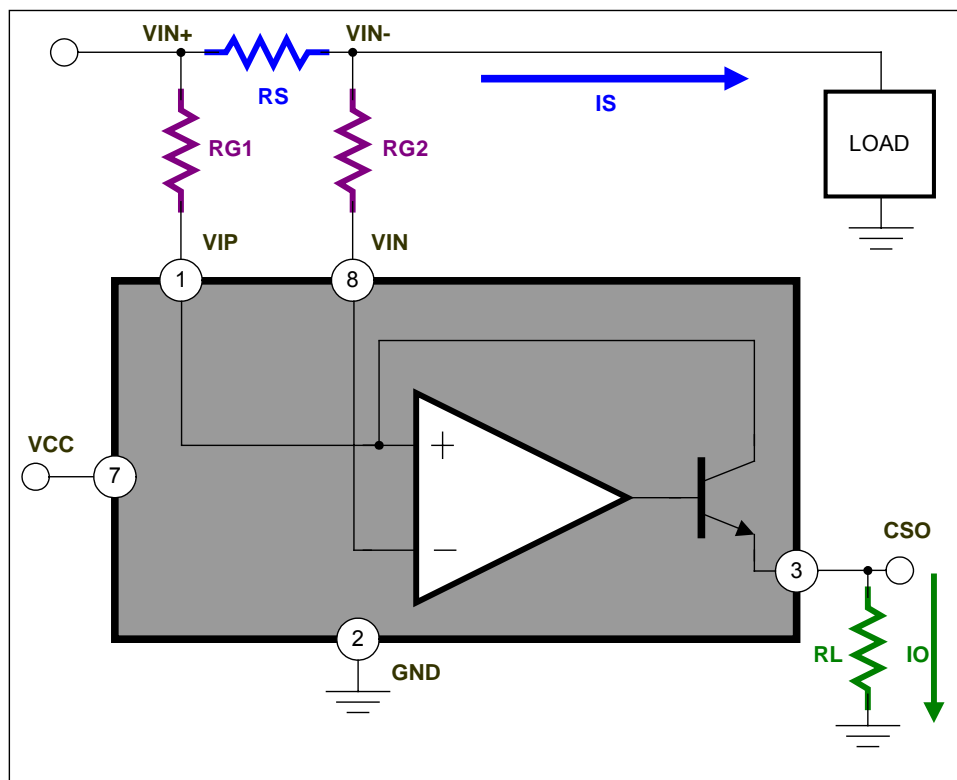 VIN+
VIN-
RS
IS
LOAD
RG1
RG2
VIP
VIN
1
8
+
VCC
7
−
CSO
3
2
GND
RL
IO